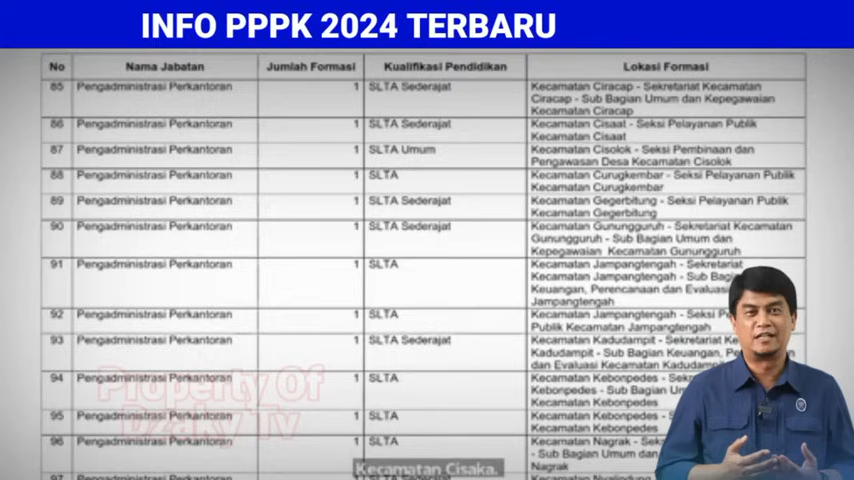 INFO PPPK 2024 TERBARU
No Nama Jabatan Jumlah Formasi Kualifikasi Pendidikan Lokasi Formasi
85 Pengadministrasi Perkantoran 1 SLTA Sederajat Kecamatan Ciracap - Sekretariat Kecamatan
Ciracap - Sub Bagian Umum dan Kepegawaian
Kecamatan Ciracap
86 Pengadministrasi Perkantoran 1 SLTA Sederajat Kecamatan Cisaat - Seksi Pelayanan Publik
Kecamatan Cisaat
87 Pengadministrasi Perkantoran 1 SLTA Umum Kecamatan Cisolok - Seksi Pembinaan dan
Pengawasan Desa Kecamatan Cisolok
88 Pengadministrasi Perkantoran 1 SLTA Kecamatan Curugkembar - Seksi Pelayanan Publik
Kecamatan Curugkembar
89 Pengadministrasi Perkantoran 1 SLTA Sederajat Kecamatan Gegerbitung - Seksi Pelayanan Publik
Kecamatan Gegerbitung
90 Pengadministrasi Perkantoran 1 SLTA Sederajat Kecamatan Gunungguruh - Sekretariat Kecamatan
Gunungguruh - Sub Bagian Umum dan
Kepegawaian Kecamatan Gunungguruh
91 Pengadministrasi Perkantoran 1 SLTA Kecamatan Jampangtengah - Sekretariat
Kecamatan Jampangtengah - Sub
Keuangan, Perencanaan dan
Jampangtengah
92 Pengadministrasi Perkantoran 1 SLTA Kecamatan Jampangtengah - Seksi
Publik Kecamatan Jampangtengah
93 Pengadministrasi Perkantoran 1 SLTA Sederajat Kecamatan Kadudampit - Sekretariat
Kadudampit - Sub Bagian Keuangan,
dan Evaluasi Kecamatan Kadudampit
94 Pengadministrasi Perkantoran 1 SLTA Kecamatan Kebonpedes -
Kebonpedes - Sub Bagian
Kecamatan Kebonpedes
95 Pengadministrasi Perkantoran 1 SLTA Kecamatan Kebonpedes -
Kecamatan Kebonpedes
96 Pengadministrasi Perkantoran 1 SLTA Kecamatan Nagrak -
- Sub Bagian Umum dan
Nagrak
Property Of
Dzaky Tv
Kecamatan Cisaka.